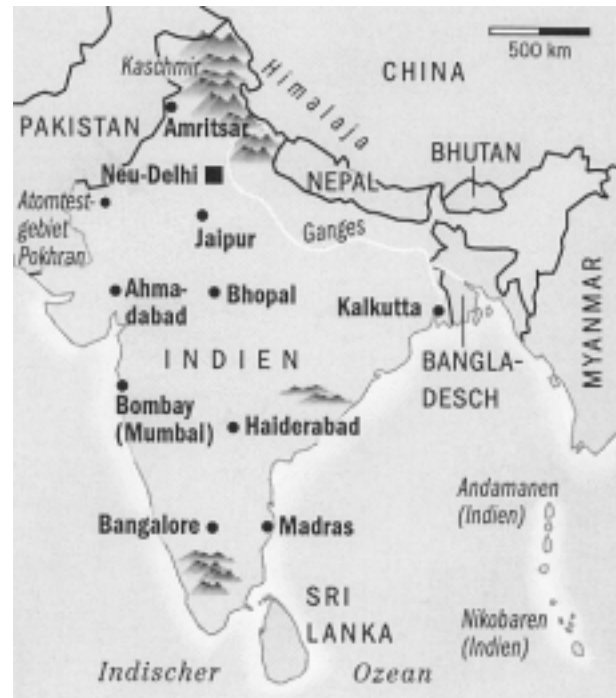 500 km
Kaschmir
Himalaja
CHINA
PAKISTAN
Amritsar
BHUTAN
Neu-Delhi
NEPAL
Atomtest-
gebiet
Pokhran
Jaipur
Ganges
MYANMAR
Ahma-
dabad
Bhopal
Kalkutta
INDIEN
BANGLA-
DESCH
Bombay
(Mumbai)
Haiderabad
Andamanen
(Indien)
Bangalore
Madras
SRI
LANKA
Nikobaren
(Indien)
Indischer Ozean